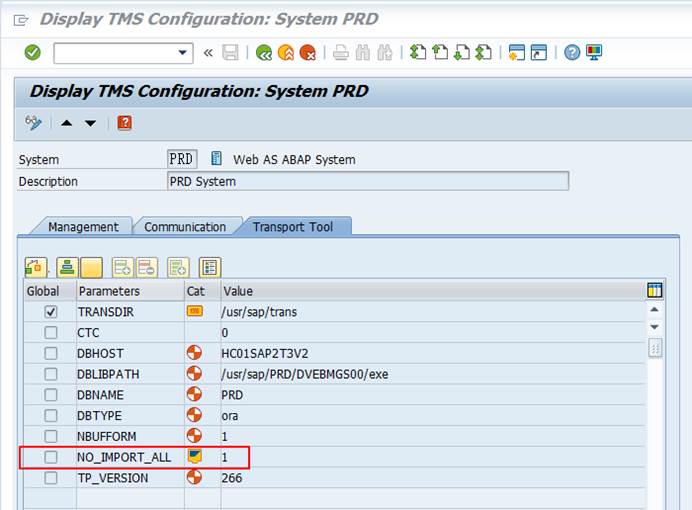 Display TMS Configuration: System PRD
Display TMS Configuration: System PRD
System PRD Web AS ABAP System
Description PRD System
Management Communication Transport Tool
Global Parameters Cat Value
TRANSDIR /usr/sap/trans
CTC 0
DBHOST HC01SAP2T3V2
DBLIBPATH /usr/sap/PRD/DVEBMGS00/exe
DBNAME PRD
DBTYPE ora
NBUFFORM 1
NO_IMPORT_ALL 1
TP_VERSION 266